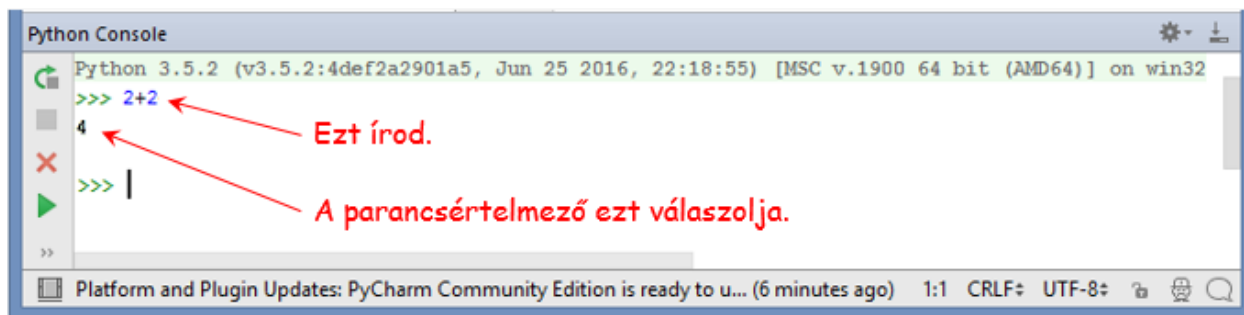 Python Console
Python 3.5.2 (v3.5.2:4def2a2901a5, Jun 25 2016, 22:18:55) [MSC v.1900 64 bit (AMD64)] on win32
>>> 2+2
Ezt írod.
4
>>>
A parancsértelmező ezt válaszolja.
Platform and Plugin Updates: PyCharm Community Edition is ready to u... (6 minutes ago) 1:1 CRLF UTF-8